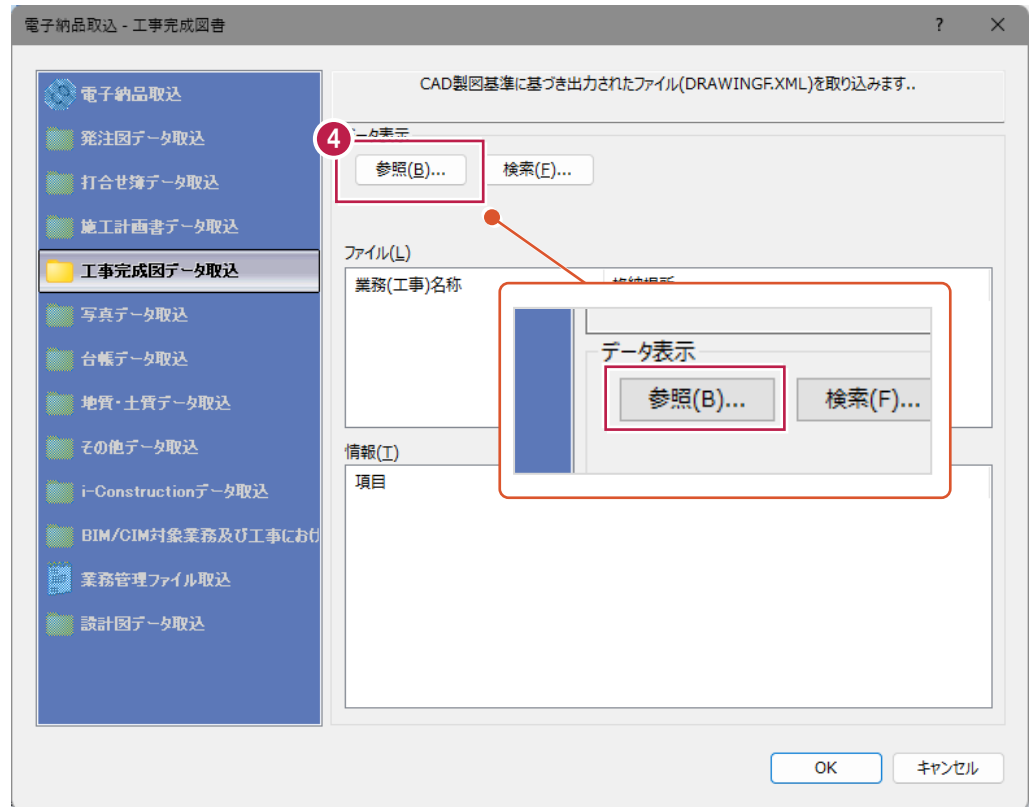 電子納品取込 - 工事完成図書
?
電子納品取込
発注図データ取込
打合せ簿データ取込
施工計画書データ取込
工事完成図データ取込
写真データ取込
台帳データ取込
地質・土質データ取込
その他データ取込
i-Constructionデータ取込
BIM/CIM対象業務及び工事におけ
業務管理ファイル取込
設計図データ取込
CAD製図基準に基づき出力されたファイル(DRAWINGF.XML)を取り込みます..
4
データ表示
参照(B)... 検索(F)...
ファイル(L)
業務(工事)名称 格納場所
データ表示
参照(B)... 検索(F)...
情報(T)
項目
OK キャンセル